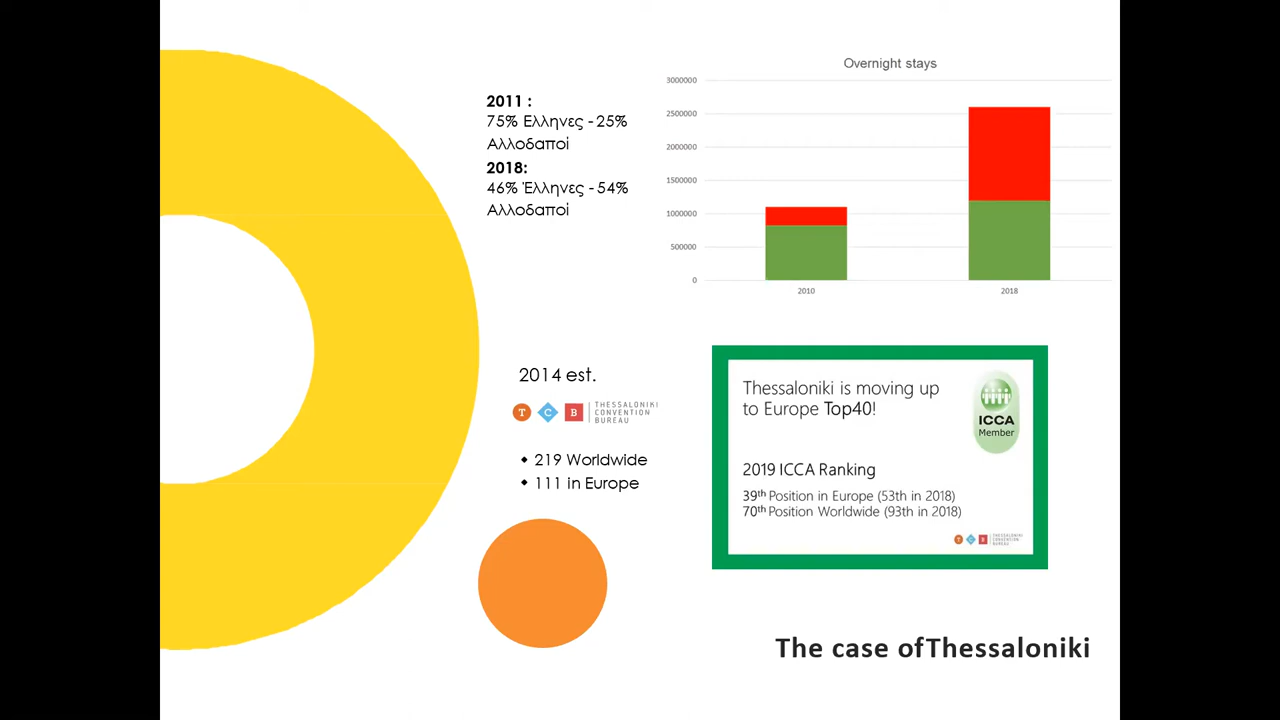 2011 :
75% Ελληνες - 25%
Αλλοδαποί
2018:
46% Έλληνες - 54%
Αλλοδαποί
Overnight stays
3000000
2500000
2000000
1500000
1000000
500000
0
2010
2018
2014 est.
T C B THESSALONIKI
CONVENTION
BUREAU
• 219 Worldwide
• 111 in Europe
Thessaloniki is moving up
to Europe Top40!
ICCA
Member
2019 ICCA Ranking
39th Position in Europe (53th in 2018)
70th Position Worldwide (93th in 2018)
T C B THESSALONIKI
CONVENTION
BUREAU
The case ofThessaloniki